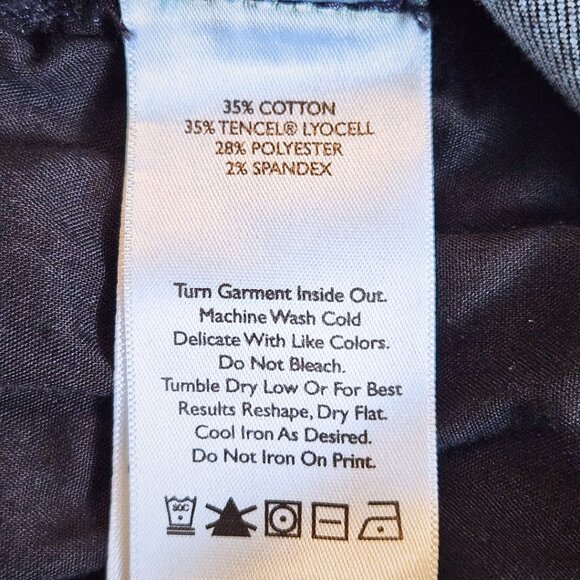 35% COTTON
35% TENCEL® LYOCELL
28% POLYESTER
2% SPANDEX
Turn Garment Inside Out.
Machine Wash Cold
Delicate With Like Colors.
Do Not Bleach.
Tumble Dry Low Or For Best
Results Reshape, Dry Flat.
Cool Iron As Desired.
Do Not Iron On Print.